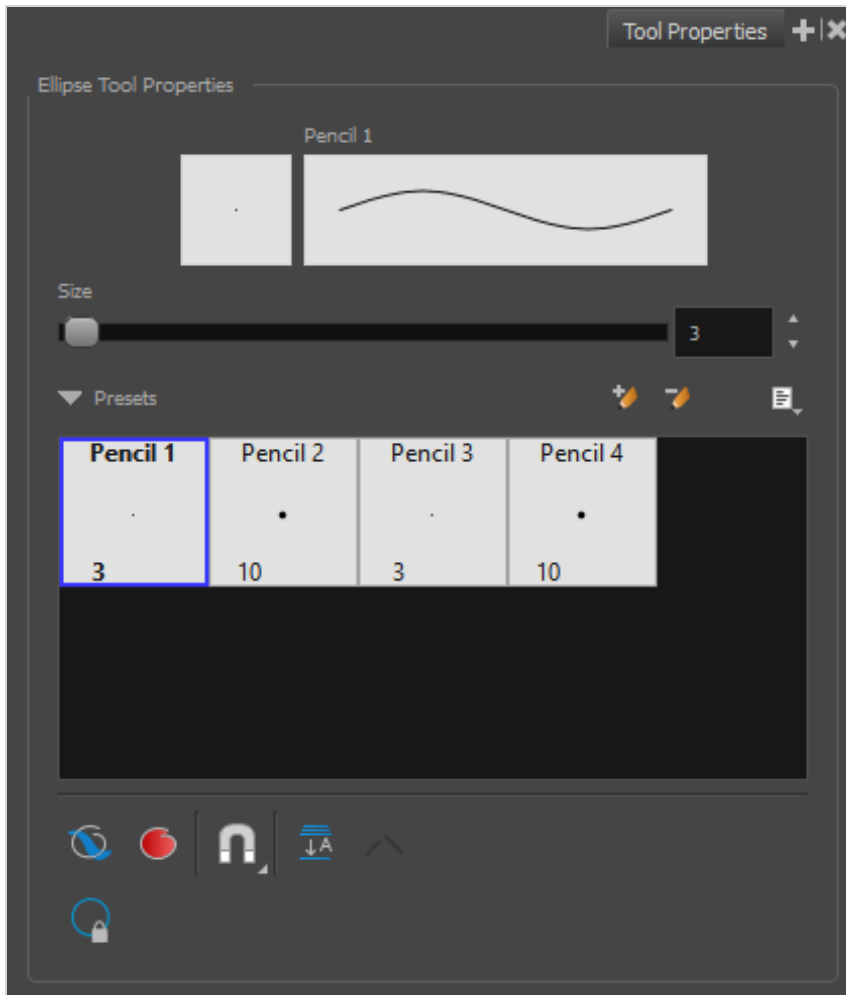 Tool Properties
Ellipse Tool Properties
Pencil 1
Size
3
Presets
Pencil 1 Pencil 2 Pencil 3 Pencil 4
3 10 3 10
A